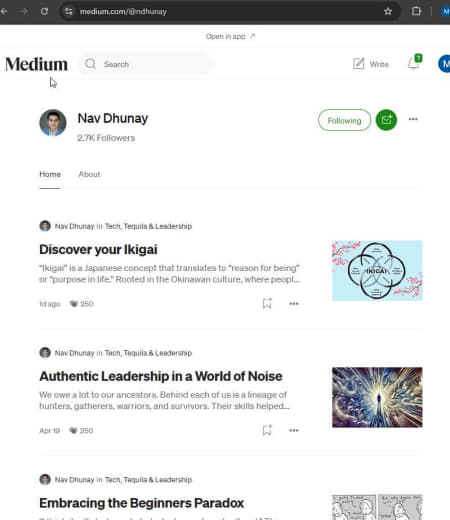 medium.com/@ndhunay
M
Open in app ↗
Medium
Search
Write
M
Nav Dhunay
2.7K Followers
Following
Home
About
Nav Dhunay in Tech, Tequila & Leadership
Discover your Ikigai
“Ikigai” is a Japanese concept that translates to “reason for being”
or “purpose in life.” Rooted in the Okinawan culture, where peopl...
IKIGAI
1d ago
250
Nav Dhunay in Tech, Tequila & Leadership
Authentic Leadership in a World of Noise
We owe a lot to our ancestors. Behind each of us is a lineage of
hunters, gatherers, warriors, and survivors. Their skills helped...
Apr 19
250
Nav Dhunay in Tech, Tequila & Leadership
Embracing the Beginners Paradox